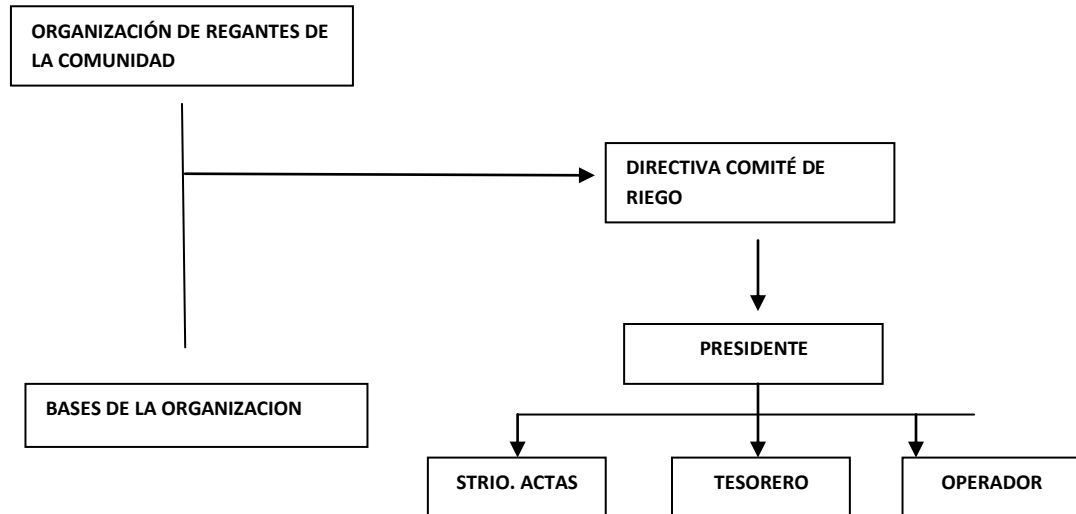 ORGANIZACIÓN DE REGANTES DE
LA COMUNIDAD
DIRECTIVA COMITÉ DE
RIEGO
PRESIDENTE
BASES DE LA ORGANIZACION
STRIO. ACTAS
TESORERO
OPERADOR